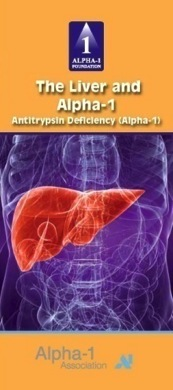 1
ALPHA-1
FOUNDATION
The Liver and
Alpha-1
Antitrypsin Deficiency (Alpha-1)
Alpha-1
Association